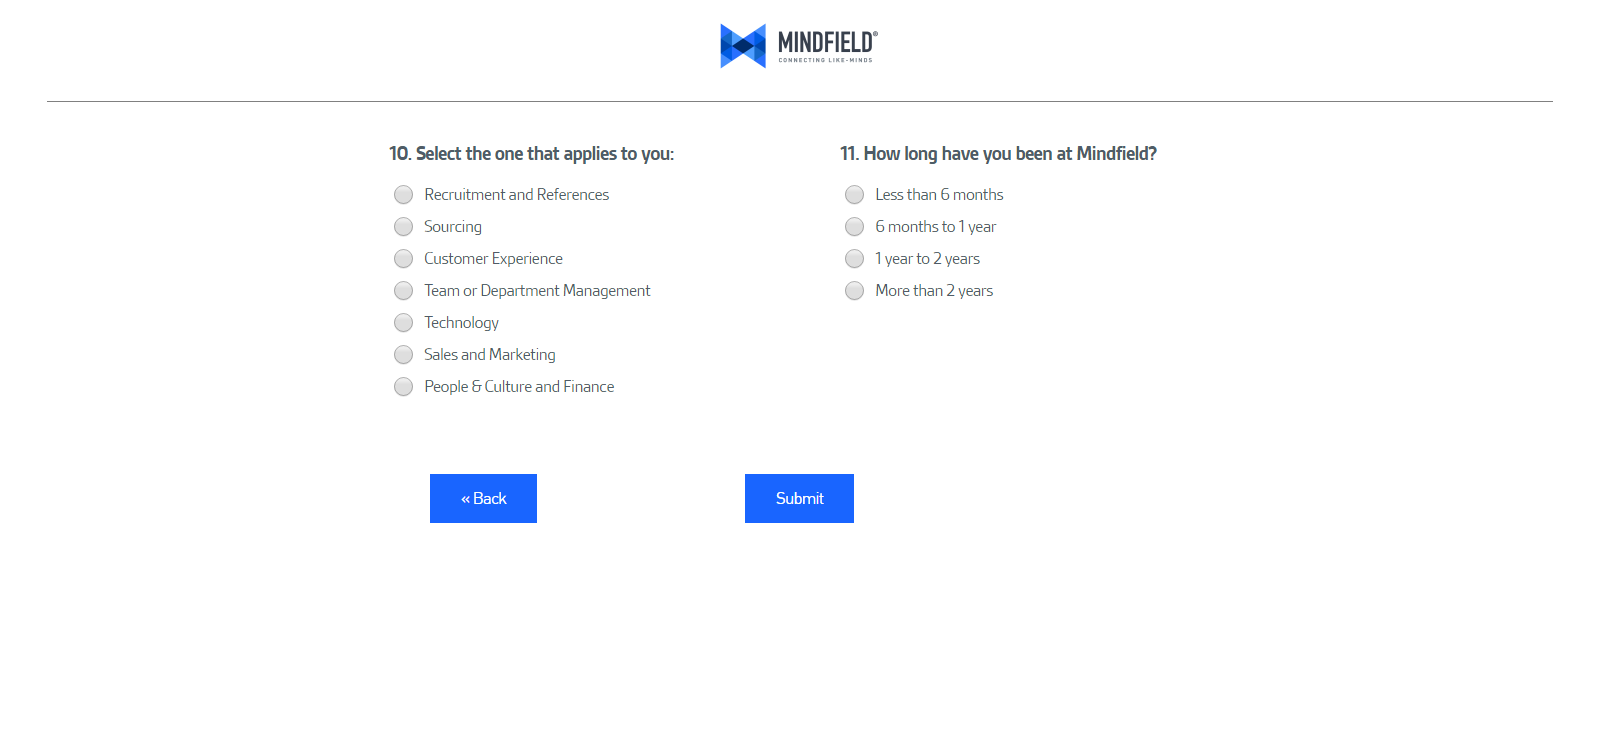 MINDFIELD®
CONNECTING LIKE-MINDS
10. Select the one that applies to you:
Recruitment and References
Sourcing
Customer Experience
Team or Department Management
Technology
Sales and Marketing
People & Culture and Finance
11. How long have you been at Mindfield?
Less than 6 months
6 months to 1 year
1 year to 2 years
More than 2 years
« Back
Submit